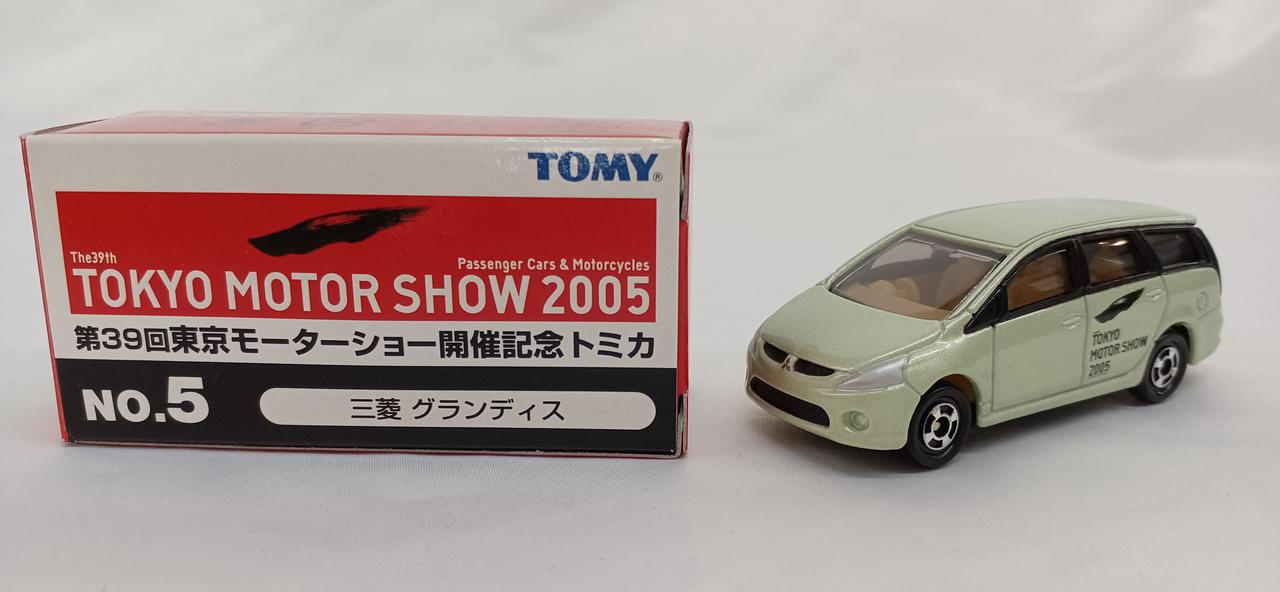 TOMY®
The39th
Passenger Cars & Motorcycles
TOKYO MOTOR SHOW 2005
第39回東京モーターショー開催記念トミカ
NO.5
三菱 グランディス
TOKYO
MOTOR SHOW
2005